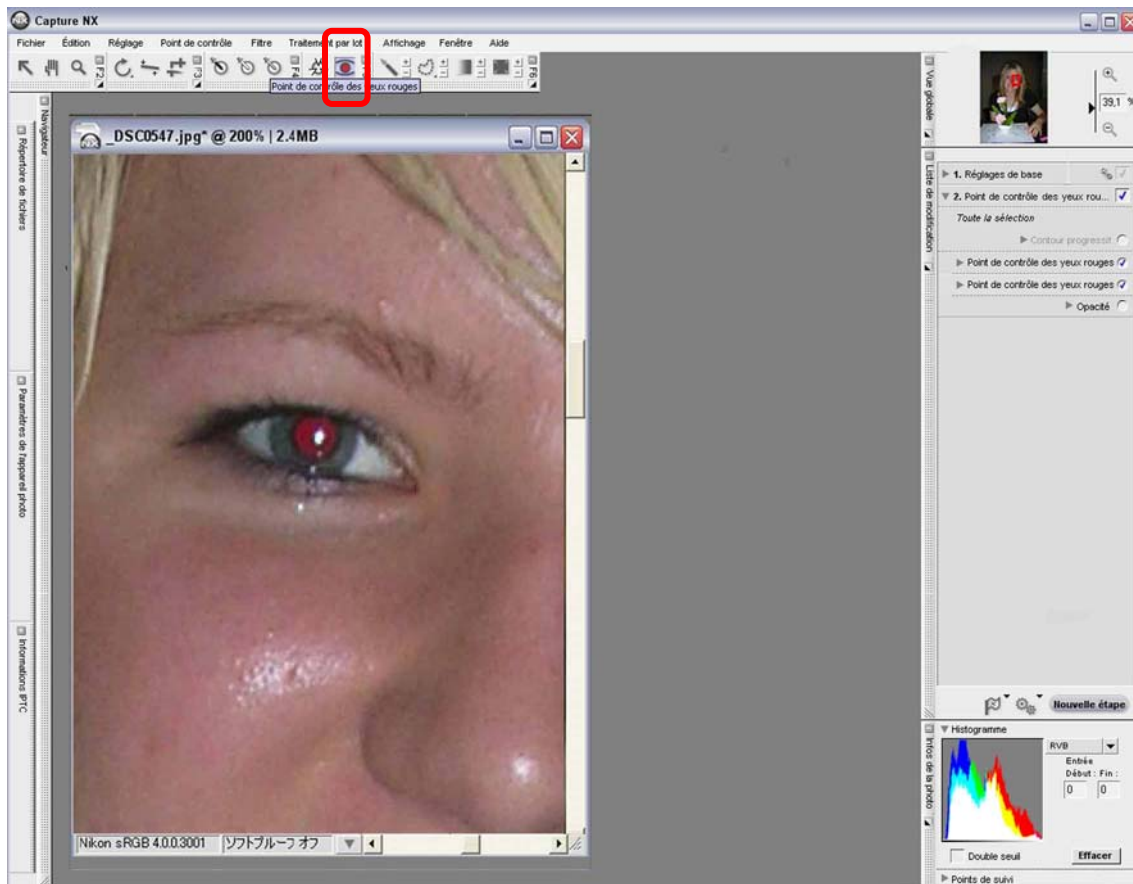 Capture NX
Fichier Édition Réglage Point de contrôle Filtre Traitement par lot Affichage Fenêtre Aide
F2
F3
F4
F6
Point de contrôle des yeux rouges
Navigateur
Répertoire de fichiers
Paramètres de l'appareil photo
Informations IPTC
_DSC0547.jpg* @ 200% | 2.4MB
Nikon sRGB 4.0.0.3001 ソフトプルーフ オフ
Vue globale
39,1 %
Liste de modification
1. Réglages de base
2. Point de contrôle des yeux rou...
Toute la sélection
Contour progressif
Point de contrôle des yeux rouges
Point de contrôle des yeux rouges
Opacité
Nouvelle étape
Infos de la photo
Histogramme
RVB
Entrée
Début : Fin :
0 0
Double seuil Effacer
Points de suivi